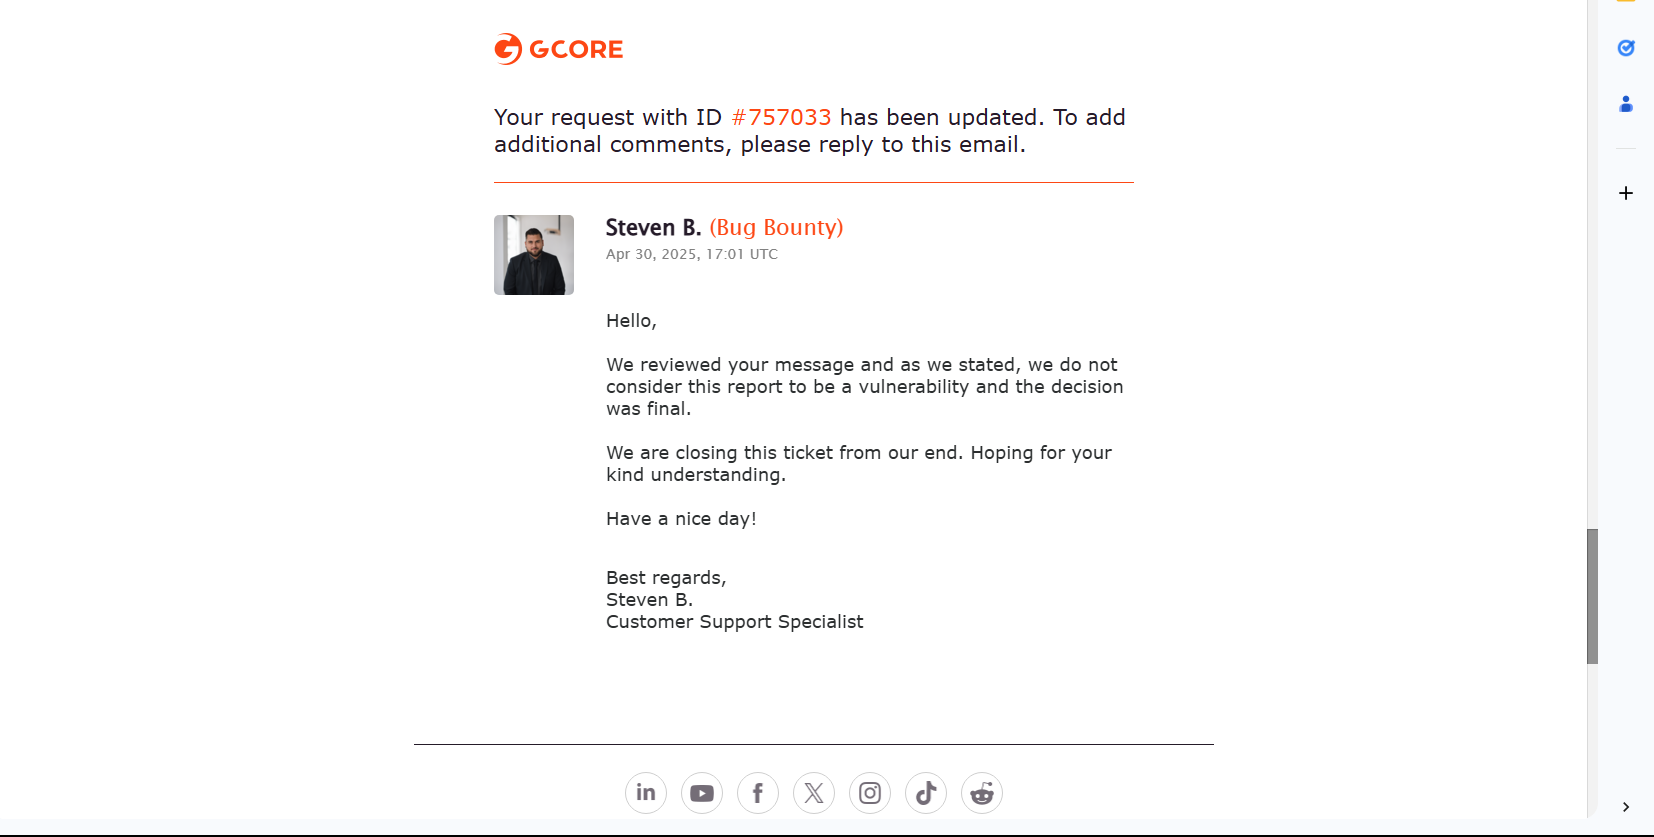 GCORE
Your request with ID #757033 has been updated. To add
additional comments, please reply to this email.
Steven B. (Bug Bounty)
Apr 30, 2025, 17:01 UTC
Hello,
We reviewed your message and as we stated, we do not
consider this report to be a vulnerability and the decision
was final.
We are closing this ticket from our end. Hoping for your
kind understanding.
Have a nice day!
Best regards,
Steven B.
Customer Support Specialist